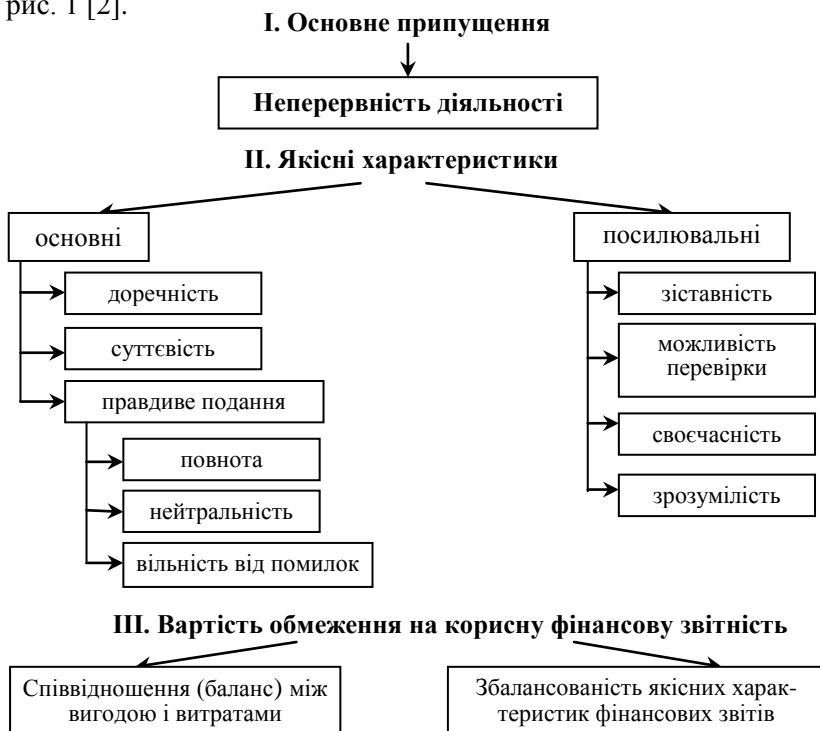 рис. 1 [2].
І. Основне припущення
Неперервність діяльності
ІІ. Якісні характеристики
основні
доречність
суттєвість
правдиве подання
повнота
нейтральність
вільність від помилок
посилювальні
зіставність
можливість
перевірки
своєчасність
зрозумілість
ІІІ. Вартість обмеження на корисну фінансову звітність
Співвідношення (баланс) між
вигодою і витратами
Збалансованість якісних харак-
теристик фінансових звітів